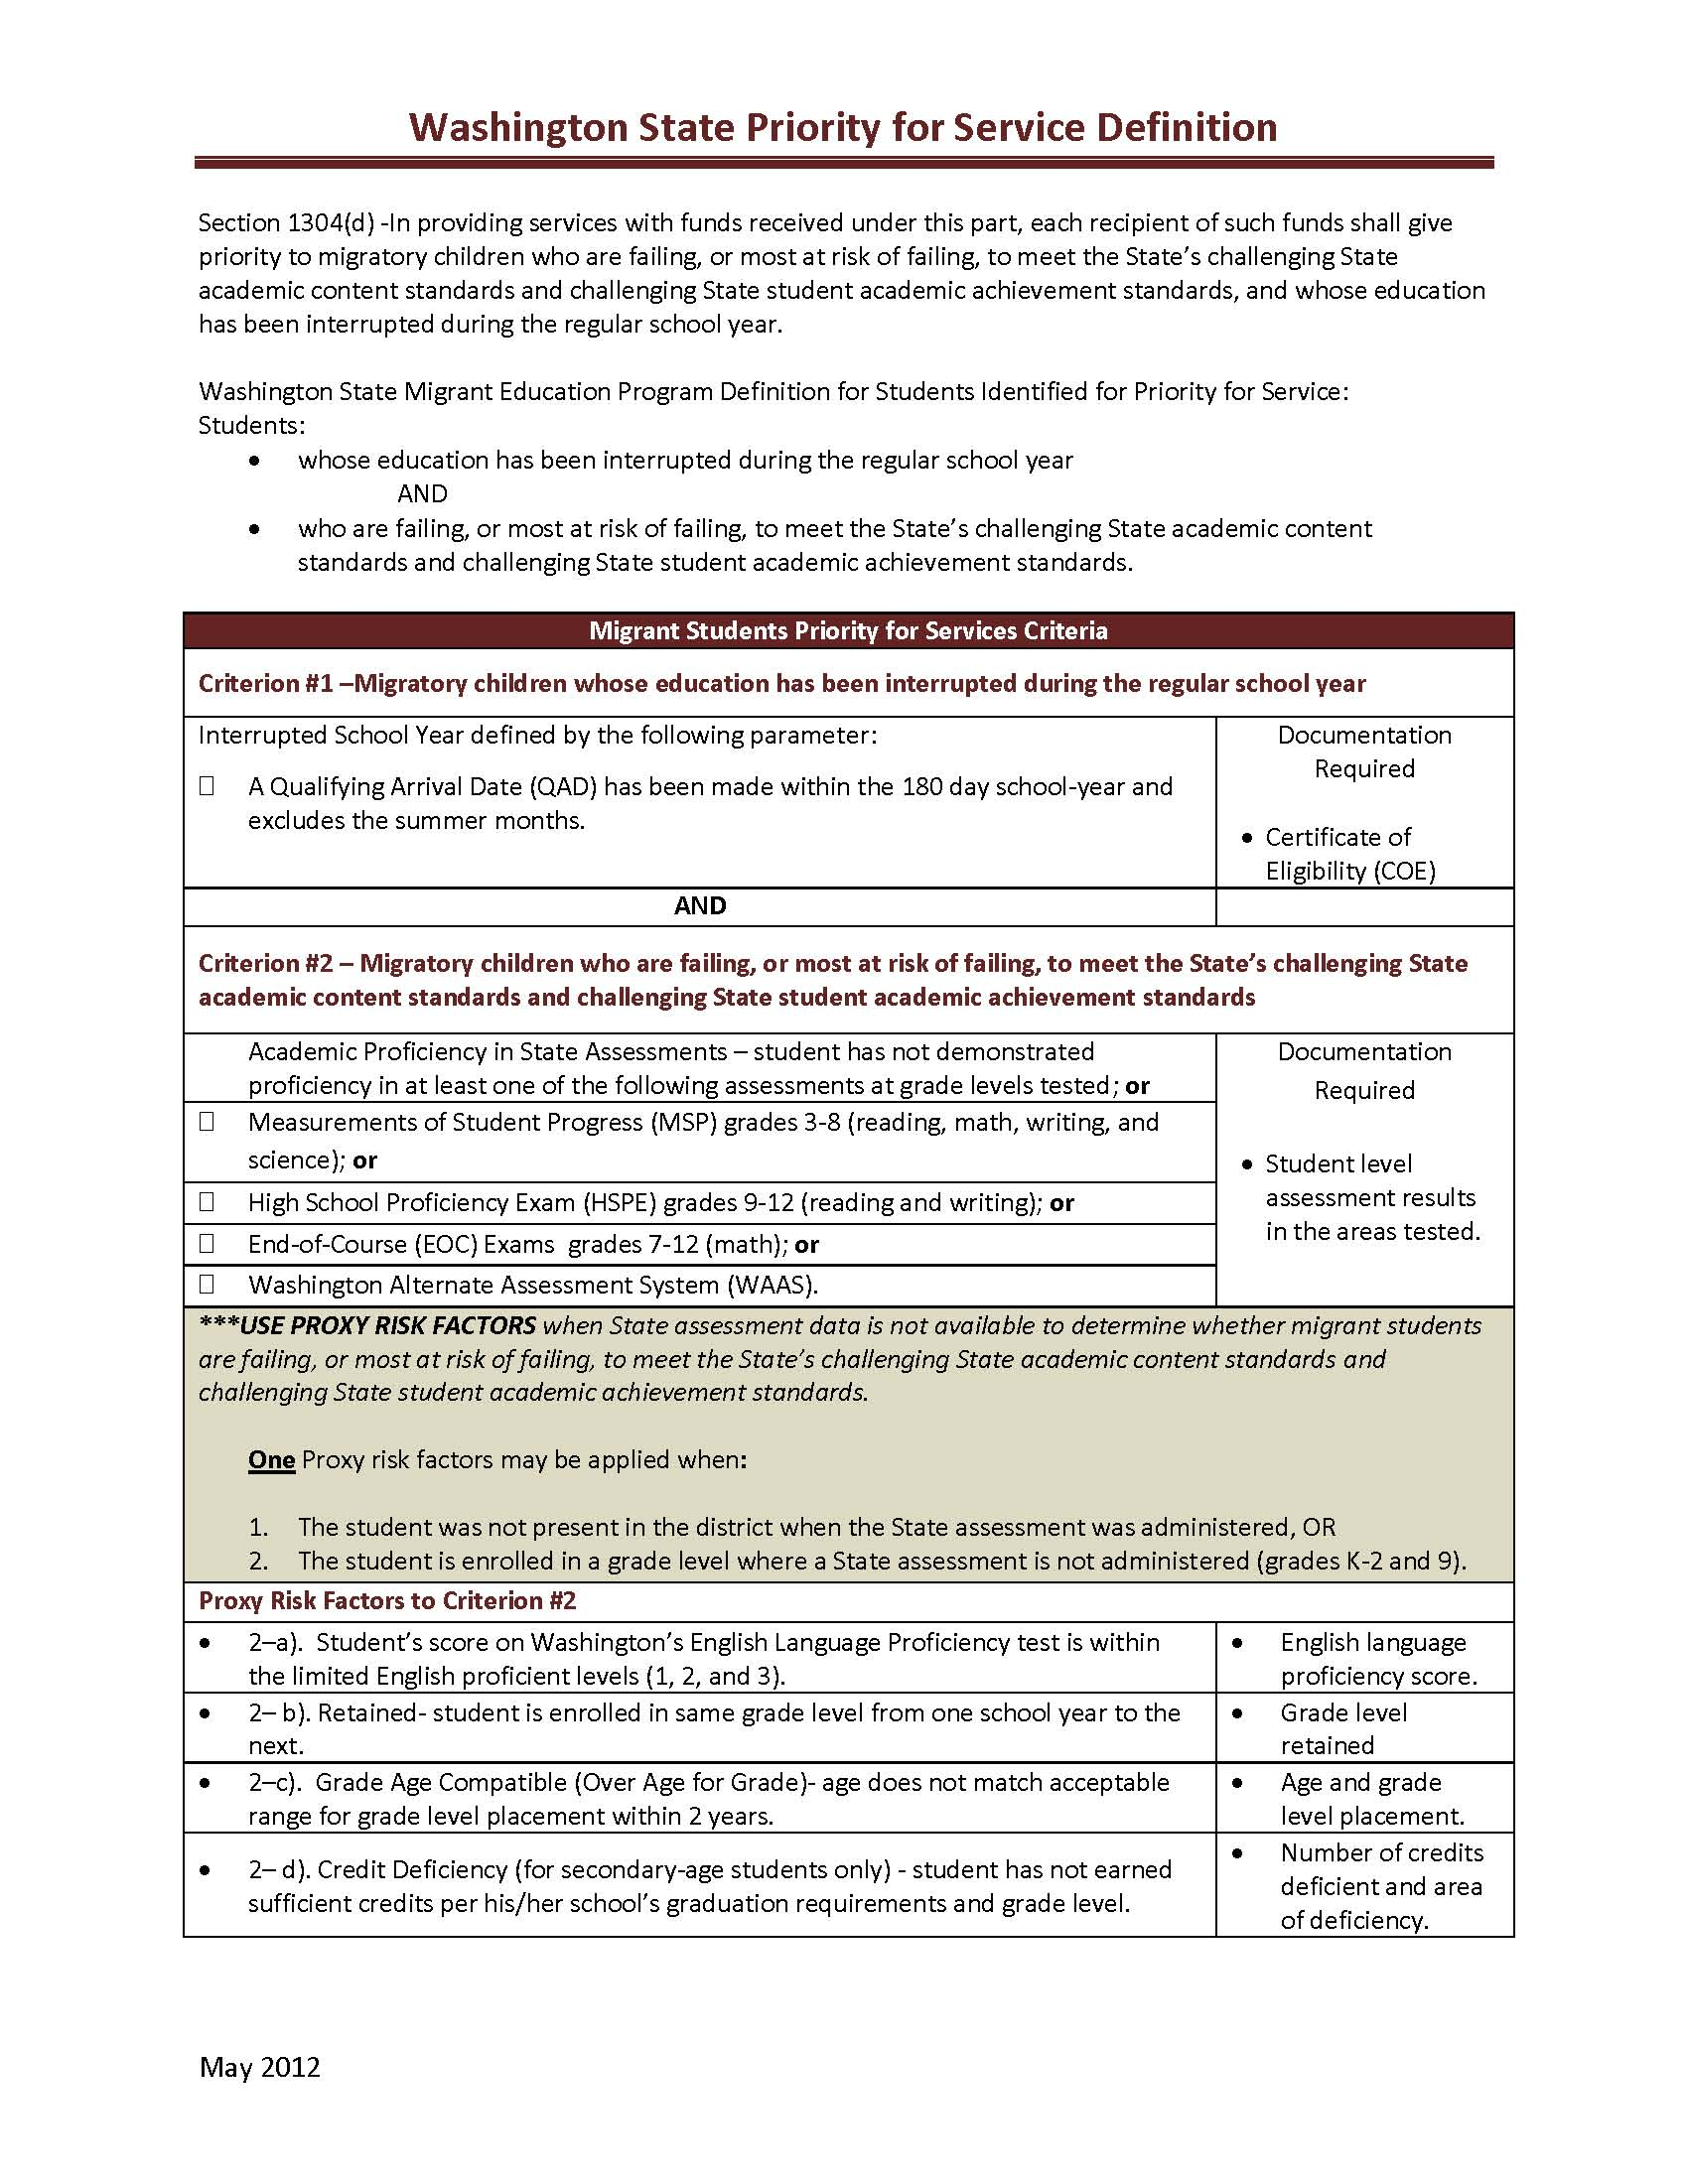 Washington State Priority for Service Definition
Section 1304(d) -In providing services with funds received under this part, each recipient of such funds shall give
priority to migratory children who are failing, or most at risk of failing, to meet the State’s challenging State
academic content standards and challenging State student academic achievement standards, and whose education
has been interrupted during the regular school year.
Washington State Migrant Education Program Definition for Students Identified for Priority for Service:
Students:
• whose education has been interrupted during the regular school year
AND
• who are failing, or most at risk of failing, to meet the State’s challenging State academic content
standards and challenging State student academic achievement standards.
Migrant Students Priority for Services Criteria
Criterion #1 –Migratory children whose education has been interrupted during the regular school year
Interrupted School Year defined by the following parameter:
☐ A Qualifying Arrival Date (QAD) has been made within the 180 day school-year and
excludes the summer months.
Documentation
Required
• Certificate of
Eligibility (COE)
AND
Criterion #2 – Migratory children who are failing, or most at risk of failing, to meet the State’s challenging State
academic content standards and challenging State student academic achievement standards
Academic Proficiency in State Assessments – student has not demonstrated
proficiency in at least one of the following assessments at grade levels tested; or
☐ Measurements of Student Progress (MSP) grades 3-8 (reading, math, writing, and
science); or
☐ High School Proficiency Exam (HSPE) grades 9-12 (reading and writing); or
☐ End-of-Course (EOC) Exams  grades 7-12 (math); or
☐ Washington Alternate Assessment System (WAAS).
Documentation
Required
• Student level
assessment results
in the areas tested.
***USE PROXY RISK FACTORS when State assessment data is not available to determine whether migrant students
are failing, or most at risk of failing, to meet the State’s challenging State academic content standards and
challenging State student academic achievement standards.
One Proxy risk factors may be applied when:
1. The student was not present in the district when the State assessment was administered, OR
2. The student is enrolled in a grade level where a State assessment is not administered (grades K-2 and 9).
Proxy Risk Factors to Criterion #2
• 2–a).  Student’s score on Washington’s English Language Proficiency test is within
the limited English proficient levels (1, 2, and 3).
• English language
proficiency score.
• 2– b). Retained- student is enrolled in same grade level from one school year to the
next.
• Grade level
retained
• 2–c).  Grade Age Compatible (Over Age for Grade)- age does not match acceptable
range for grade level placement within 2 years.
• Age and grade
level placement.
• 2– d). Credit Deficiency (for secondary-age students only) - student has not earned
sufficient credits per his/her school’s graduation requirements and grade level.
• Number of credits
deficient and area
of deficiency.
May 2012